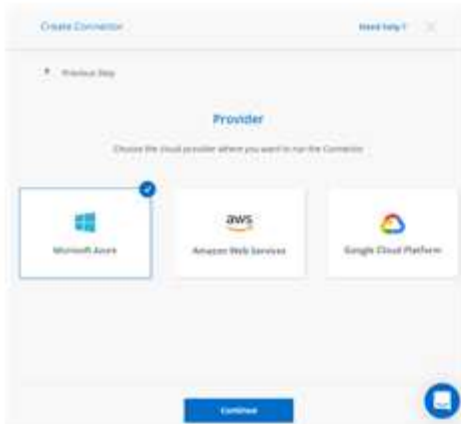 Create Connector
Need help?
Previous Step
Provider
Choose the cloud provider where you want to run the Connector
aws
Microsoft Azure
Amazon Web Services
Google Cloud Platform
Continue